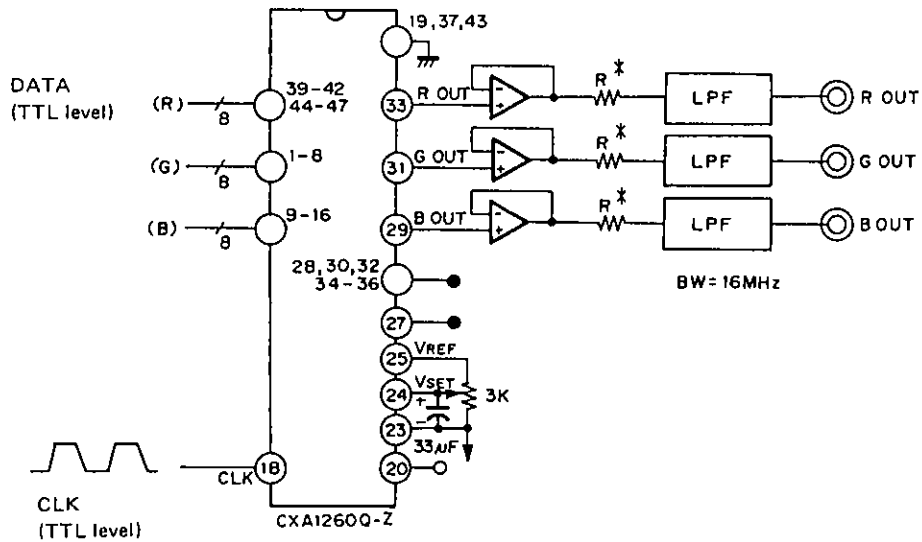 19,37,43
DATA
(TTL level)
(R)
8
39-42
44-47
33
R OUT
-
+
R*
LPF
R OUT
(G)
8
1-8
31
G OUT
-
+
R*
LPF
G OUT
(B)
8
9-16
29
B OUT
-
+
R*
LPF
B OUT
28,30,32
34-36
BW=16MHz
27
25
VREF
24
VSET
+
3K
23
-
33µF
18
CLK
20
CLK
(TTL level)
CXA1260Q-Z